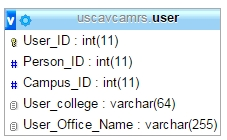 v uscavcamrs.user
User_ID : int(11)
# Person_ID : int(11)
# Campus_ID : int(11)
User_college : varchar(64)
User_Office_Name : varchar(255)